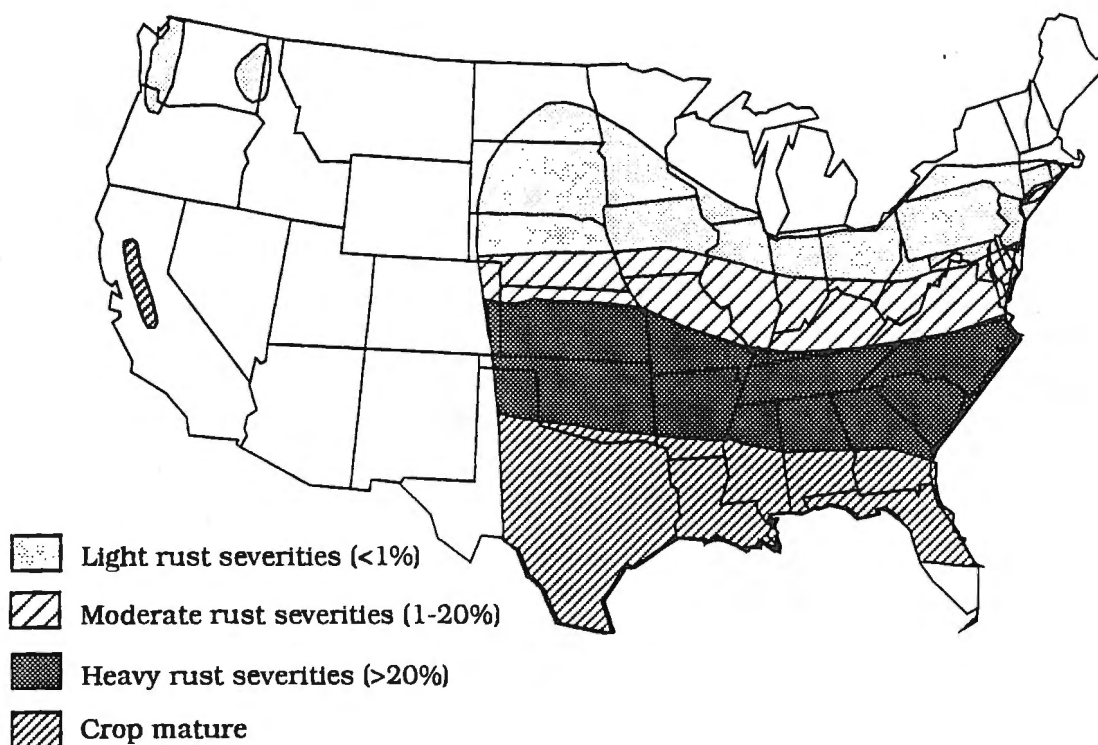 Light rust severities (<1%)
Moderate rust severities (1-20%)
Heavy rust severities (>20%)
Crop mature